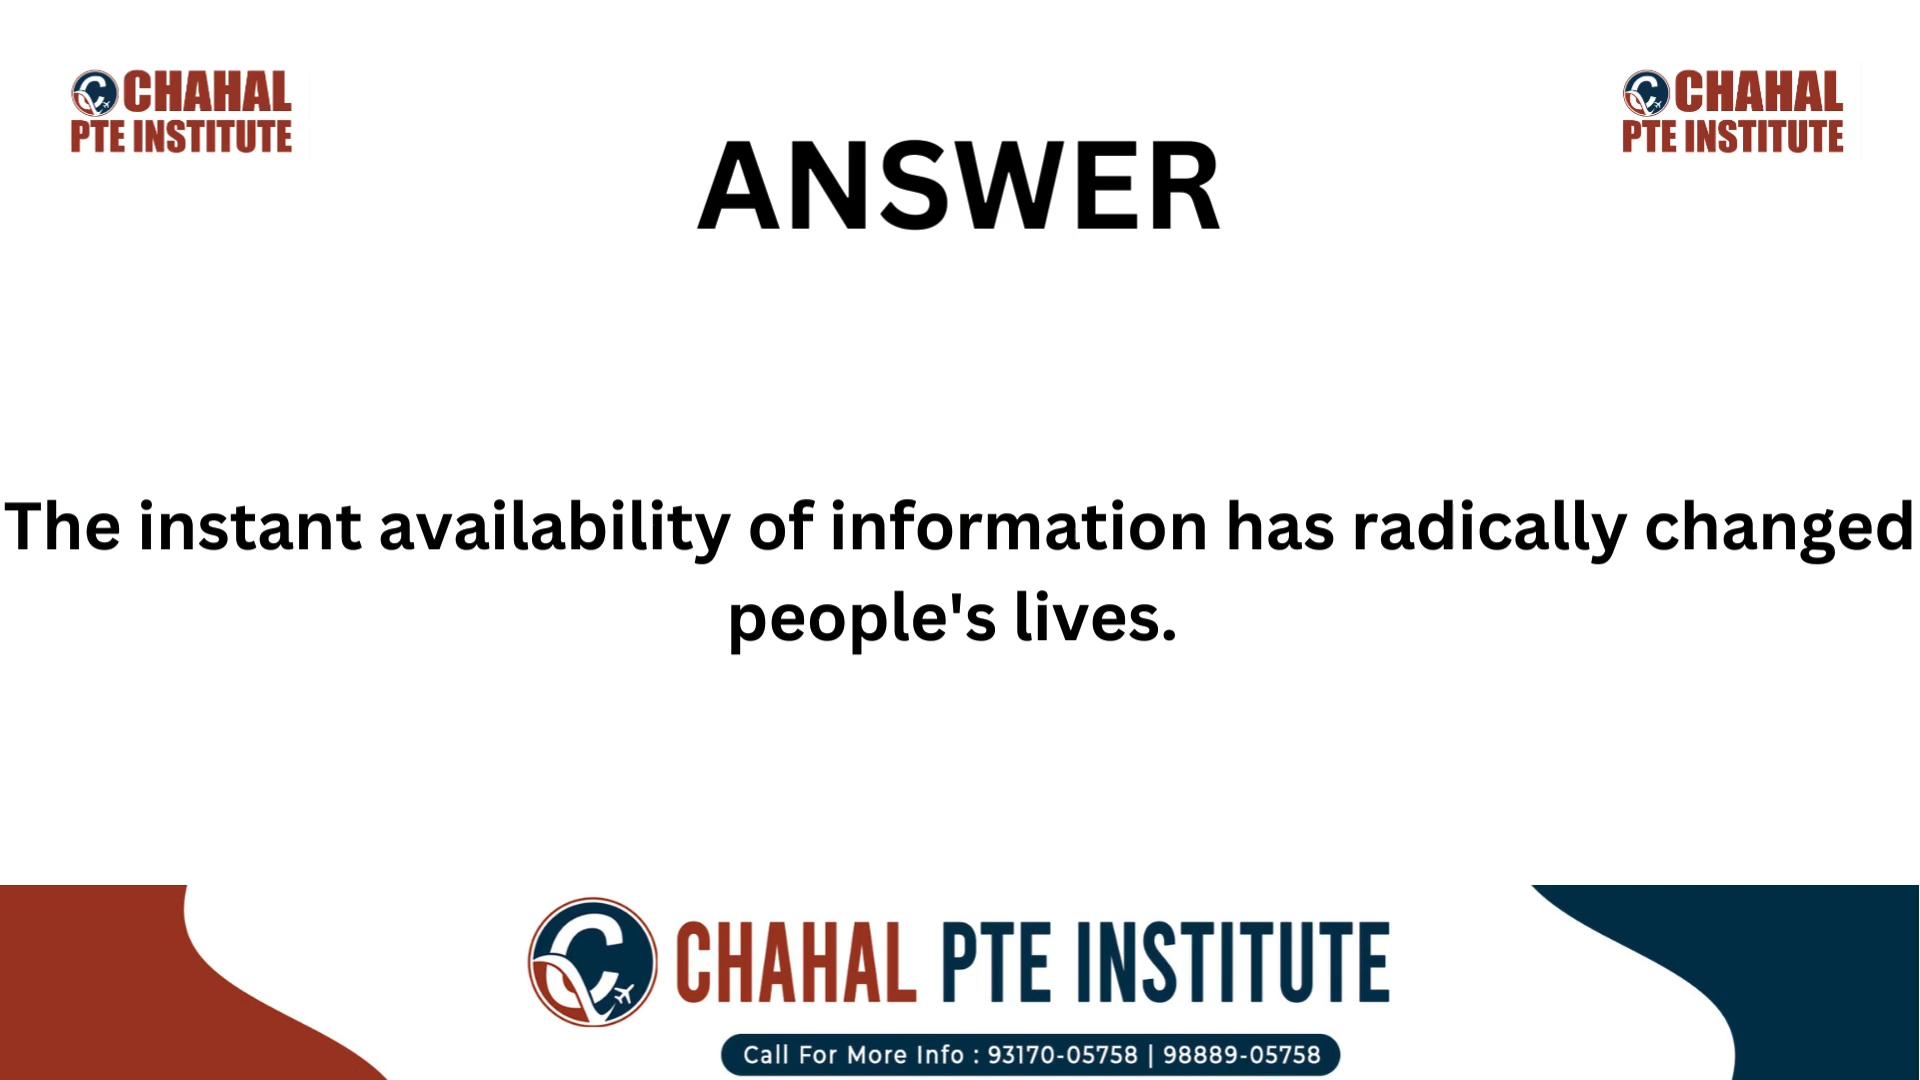 CHAHAL
PTE INSTITUTE
CHAHAL
PTE INSTITUTE
ANSWER
The instant availability of information has radically changed
people's lives.
CHAHAL PTE INSTITUTE
Call For More Info : 93170-05758 | 98889-05758